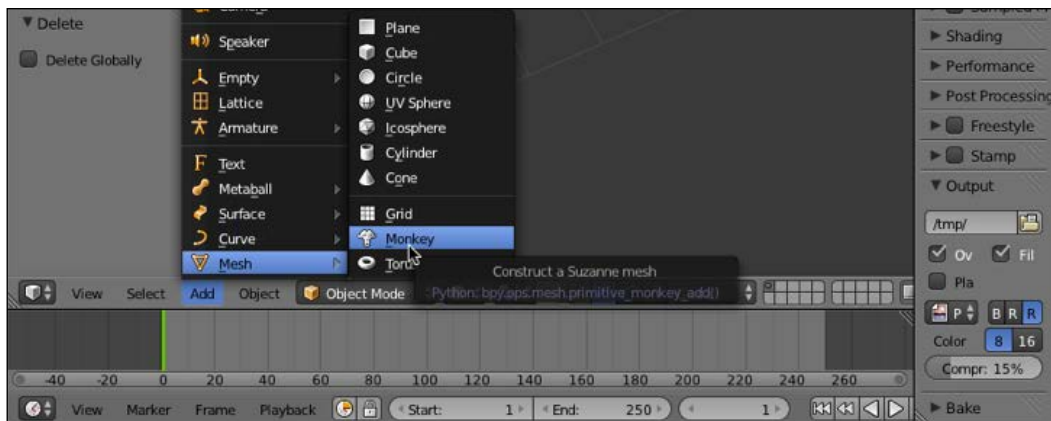 Delete
Delete Globally
Camera
Speaker
Empty
Lattice
Armature
Text
Metaball
Surface
Curve
Mesh
Plane
Cube
Circle
UV Sphere
Icosphere
Cylinder
Cone
Grid
Monkey
Construct a Suzanne mesh
Python: bpy.ops.mesh.primitive_monkey_add()
View Select Add Object Object Mode
-40 -20 0 20 40 60 80 100 120 140 160 180 200 220 240 260
View Marker Frame Playback Start: 1 End: 250 1
Shading
Performance
Post Processing
Freestyle
Stamp
Output
/tmp/
Ov Fil
Pla
P B R R
Color 8 16
Compr: 15%
Bake